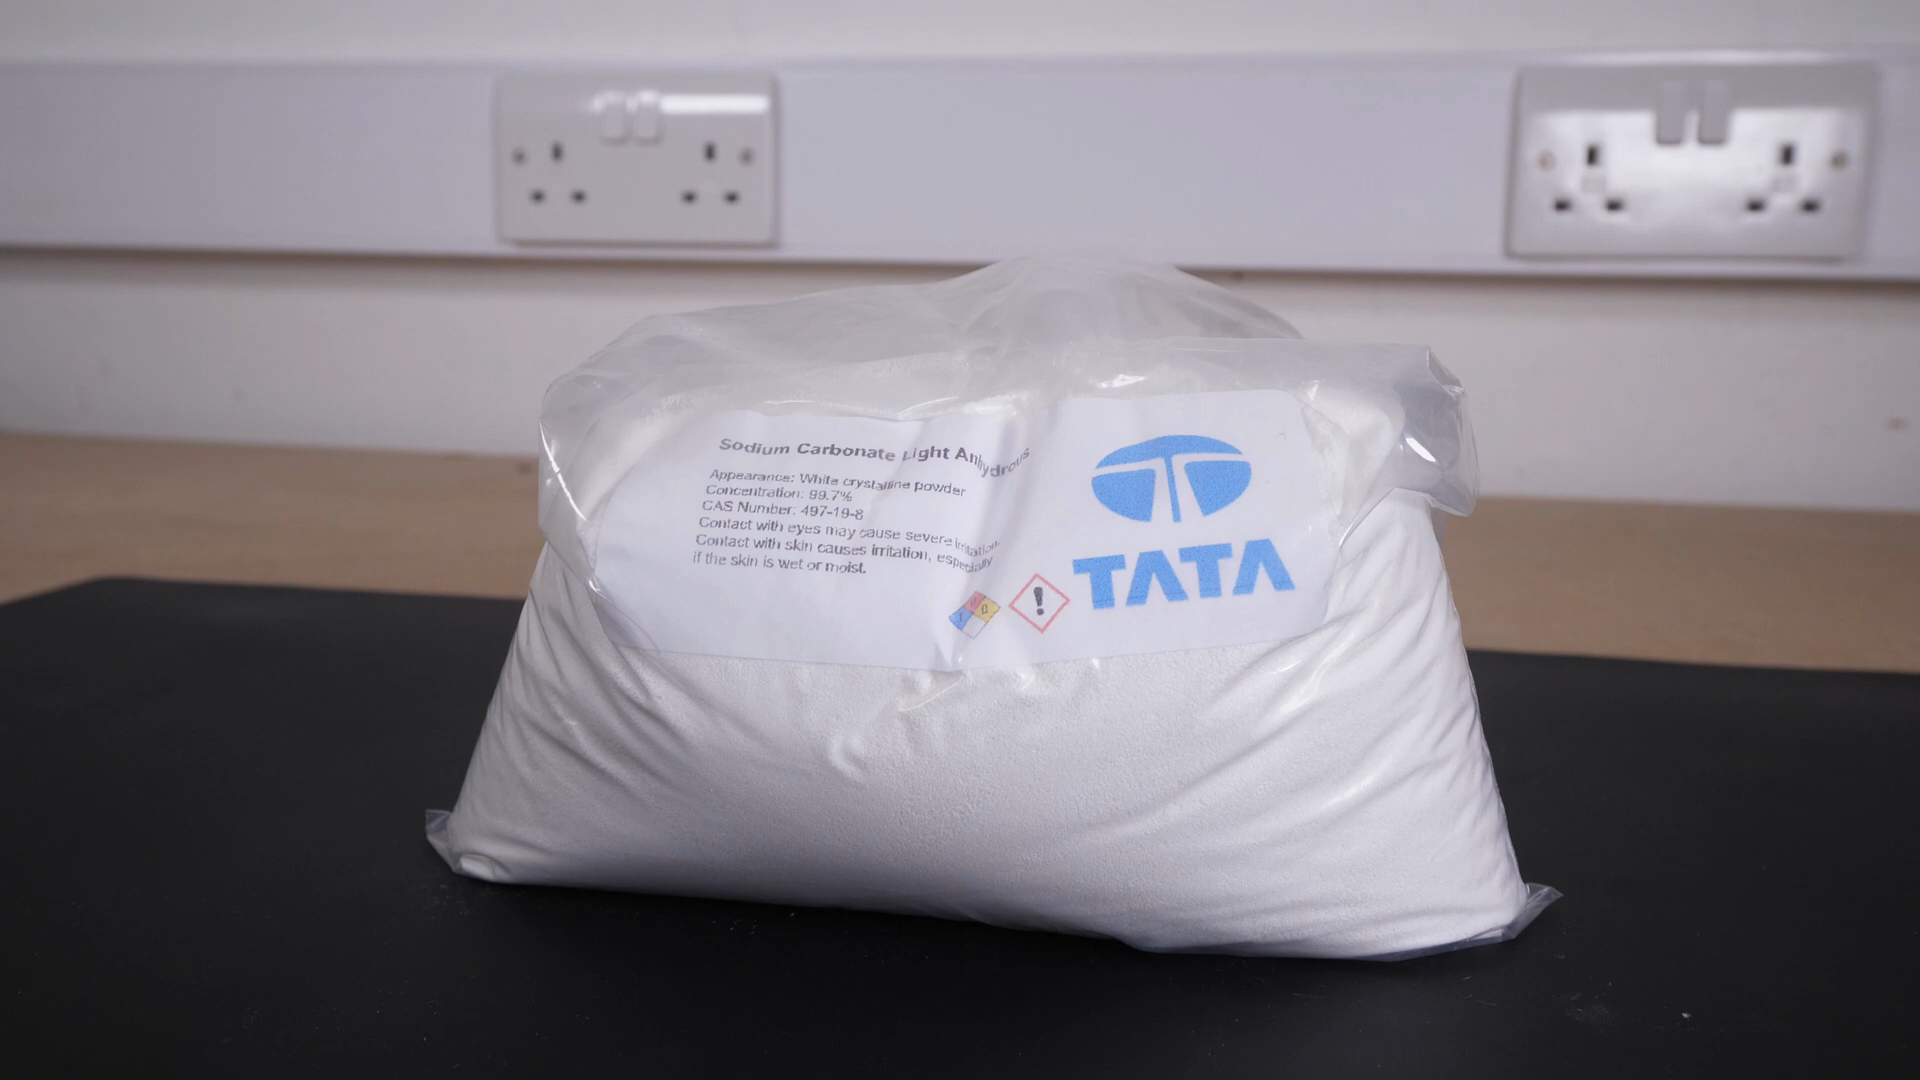 Sodium Carbonate Light Anhydrous
Appearance: White crystalline powder
Concentration: 99.7%
CAS Number: 497-19-8
Contact with eyes may cause severe irritation.
Contact with skin causes irritation, especially
if the skin is wet or moist.
!
TATA